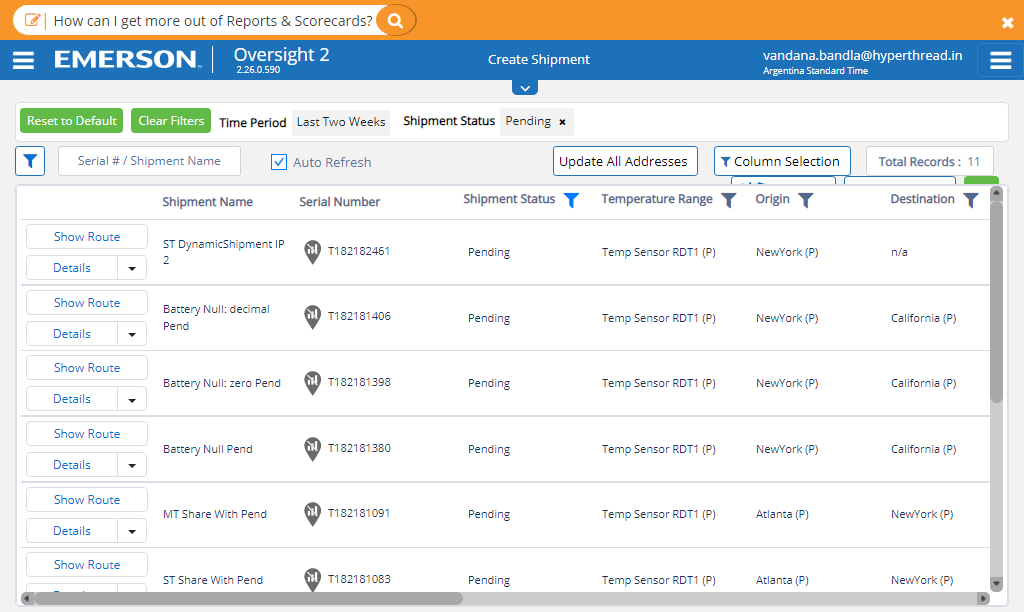 How can I get more out of Reports & Scorecards?
EMERSON Oversight 2 Create Shipment vandana.bandla@hyperthread.in
2.26.0.590 Argentina Standard Time
Reset to Default Clear Filters Time Period Last Two Weeks Shipment Status Pending ×
Serial # / Shipment Name Auto Refresh Update All Addresses Column Selection Total Records : 11
Shipment Name Serial Number Shipment Status Temperature Range Origin Destination
Show Route
Details
ST DynamicShipment IP
2
T182182461 Pending Temp Sensor RDT1 (P) NewYork (P) n/a
Show Route
Details
Battery Null: decimal
Pend
T182181406 Pending Temp Sensor RDT1 (P) NewYork (P) California (P)
Show Route
Details
Battery Null: zero Pend T182181398 Pending Temp Sensor RDT1 (P) NewYork (P) California (P)
Show Route
Details
Battery Null Pend T182181380 Pending Temp Sensor RDT1 (P) NewYork (P) California (P)
Show Route
Details
MT Share With Pend T182181091 Pending Temp Sensor RDT1 (P) Atlanta (P) NewYork (P)
Show Route
ST Share With Pend T182181083 Pending Temp Sensor RDT1 (P) Atlanta (P) NewYork (P)